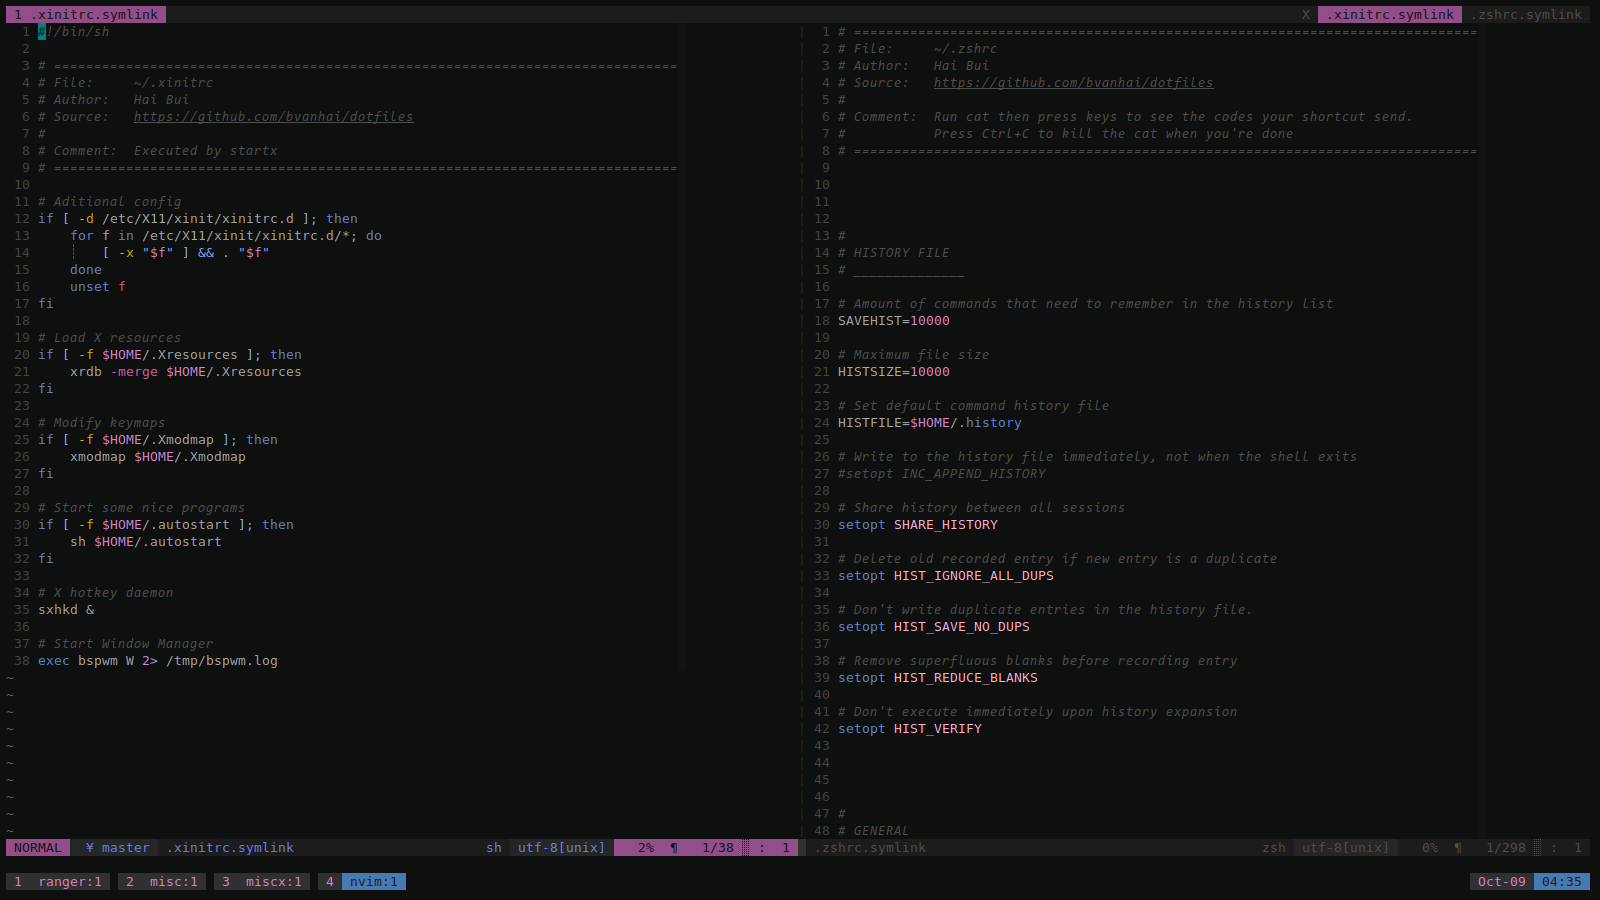 1 .xinitrc.symlink
X .xinitrc.symlink .zshrc.symlink
1 #!/bin/sh
2
3 # ==============================================================================
4 # File:     ~/.xinitrc
5 # Author:   Hai Bui
6 # Source:   https://github.com/bvanhai/dotfiles
7 #
8 # Comment:  Executed by startx
9 # ==============================================================================
10
11 # Aditional config
12 if [ -d /etc/X11/xinit/xinitrc.d ]; then
13     for f in /etc/X11/xinit/xinitrc.d/*; do
14     ┊   [ -x "$f" ] && . "$f"
15     done
16     unset f
17 fi
18
19 # Load X resources
20 if [ -f $HOME/.Xresources ]; then
21     xrdb -merge $HOME/.Xresources
22 fi
23
24 # Modify keymaps
25 if [ -f $HOME/.Xmodmap ]; then
26     xmodmap $HOME/.Xmodmap
27 fi
28
29 # Start some nice programs
30 if [ -f $HOME/.autostart ]; then
31     sh $HOME/.autostart
32 fi
33
34 # X hotkey daemon
35 sxhkd &
36
37 # Start Window Manager
38 exec bspwm W 2> /tmp/bspwm.log
~
~
~
~
~
~
~
~
~
~
NORMAL  ¥ master  .xinitrc.symlink  sh  utf-8[unix]  2%  ¶  1/38 ▒ :  1
1 # ==============================================================================
2 # File:     ~/.zshrc
3 # Author:   Hai Bui
4 # Source:   https://github.com/bvanhai/dotfiles
5 #
6 # Comment:  Run cat then press keys to see the codes your shortcut send.
7 #           Press Ctrl+C to kill the cat when you're done
8 # ==============================================================================
9
10
11
12
13 #
14 # HISTORY FILE
15 # ______________
16
17 # Amount of commands that need to remember in the history list
18 SAVEHIST=10000
19
20 # Maximum file size
21 HISTSIZE=10000
22
23 # Set default command history file
24 HISTFILE=$HOME/.history
25
26 # Write to the history file immediately, not when the shell exits
27 #setopt INC_APPEND_HISTORY
28
29 # Share history between all sessions
30 setopt SHARE_HISTORY
31
32 # Delete old recorded entry if new entry is a duplicate
33 setopt HIST_IGNORE_ALL_DUPS
34
35 # Don't write duplicate entries in the history file.
36 setopt HIST_SAVE_NO_DUPS
37
38 # Remove superfluous blanks before recording entry
39 setopt HIST_REDUCE_BLANKS
40
41 # Don't execute immediately upon history expansion
42 setopt HIST_VERIFY
43
44
45
46
47 #
48 # GENERAL
.zshrc.symlink  zsh  utf-8[unix]  0%  ¶  1/298 ▒ :  1
1  ranger:1  2  misc:1  3  miscx:1  4  nvim:1  Oct-09  04:35